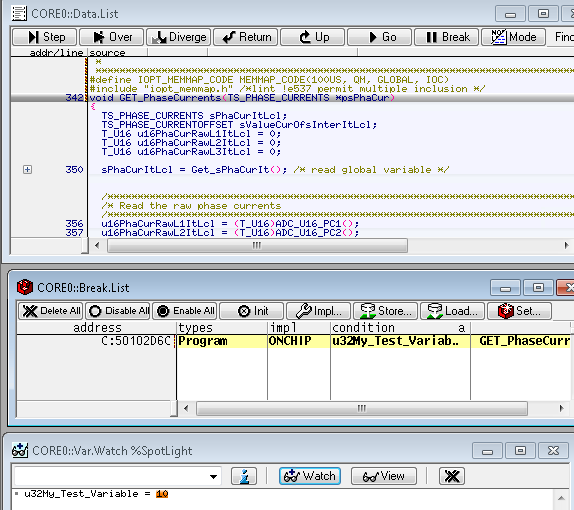 CORE0::Data.List
Step Over Diverge Return Up Go Break Mode Find
addr/line source
*
#define IOPT_MEMMAP_CODE MEMMAP_CODE(100US, QM, GLOBAL, IOC)
#include "iopt_memmap.h" /*lint !e537 permit multiple inclusion */
342 void GET_PhaseCurrents(TS_PHASE_CURRENTS *psPhaCur)
{
TS_PHASE_CURRENTS sPhaCurItLcl;
TS_PHASE_CURRENTOFFSET sValueCurOfsInterItLcl;
T_U16 u16PhaCurRawL1ItLcl = 0;
T_U16 u16PhaCurRawL2ItLcl = 0;
T_U16 u16PhaCurRawL3ItLcl = 0;
350 sPhaCurItLcl = Get_sPhaCurIt(); /* read global variable */
/* Read the raw phase currents
356 u16PhaCurRawL1ItLcl = (T_U16)ADC_U16_PC1();
357 u16PhaCurRawL2ItLcl = (T_U16)ADC_U16_PC2();
CORE0::Break.List
Delete All Disable All Enable All Init Impl... Store... Load... Set...
address types impl condition a
C:50102D6C Program ONCHIP u32My_Test_Variab.. GET_PhaseCurr
CORE0::Var.Watch %SpotLight
Watch View
u32My_Test_Variable = 10